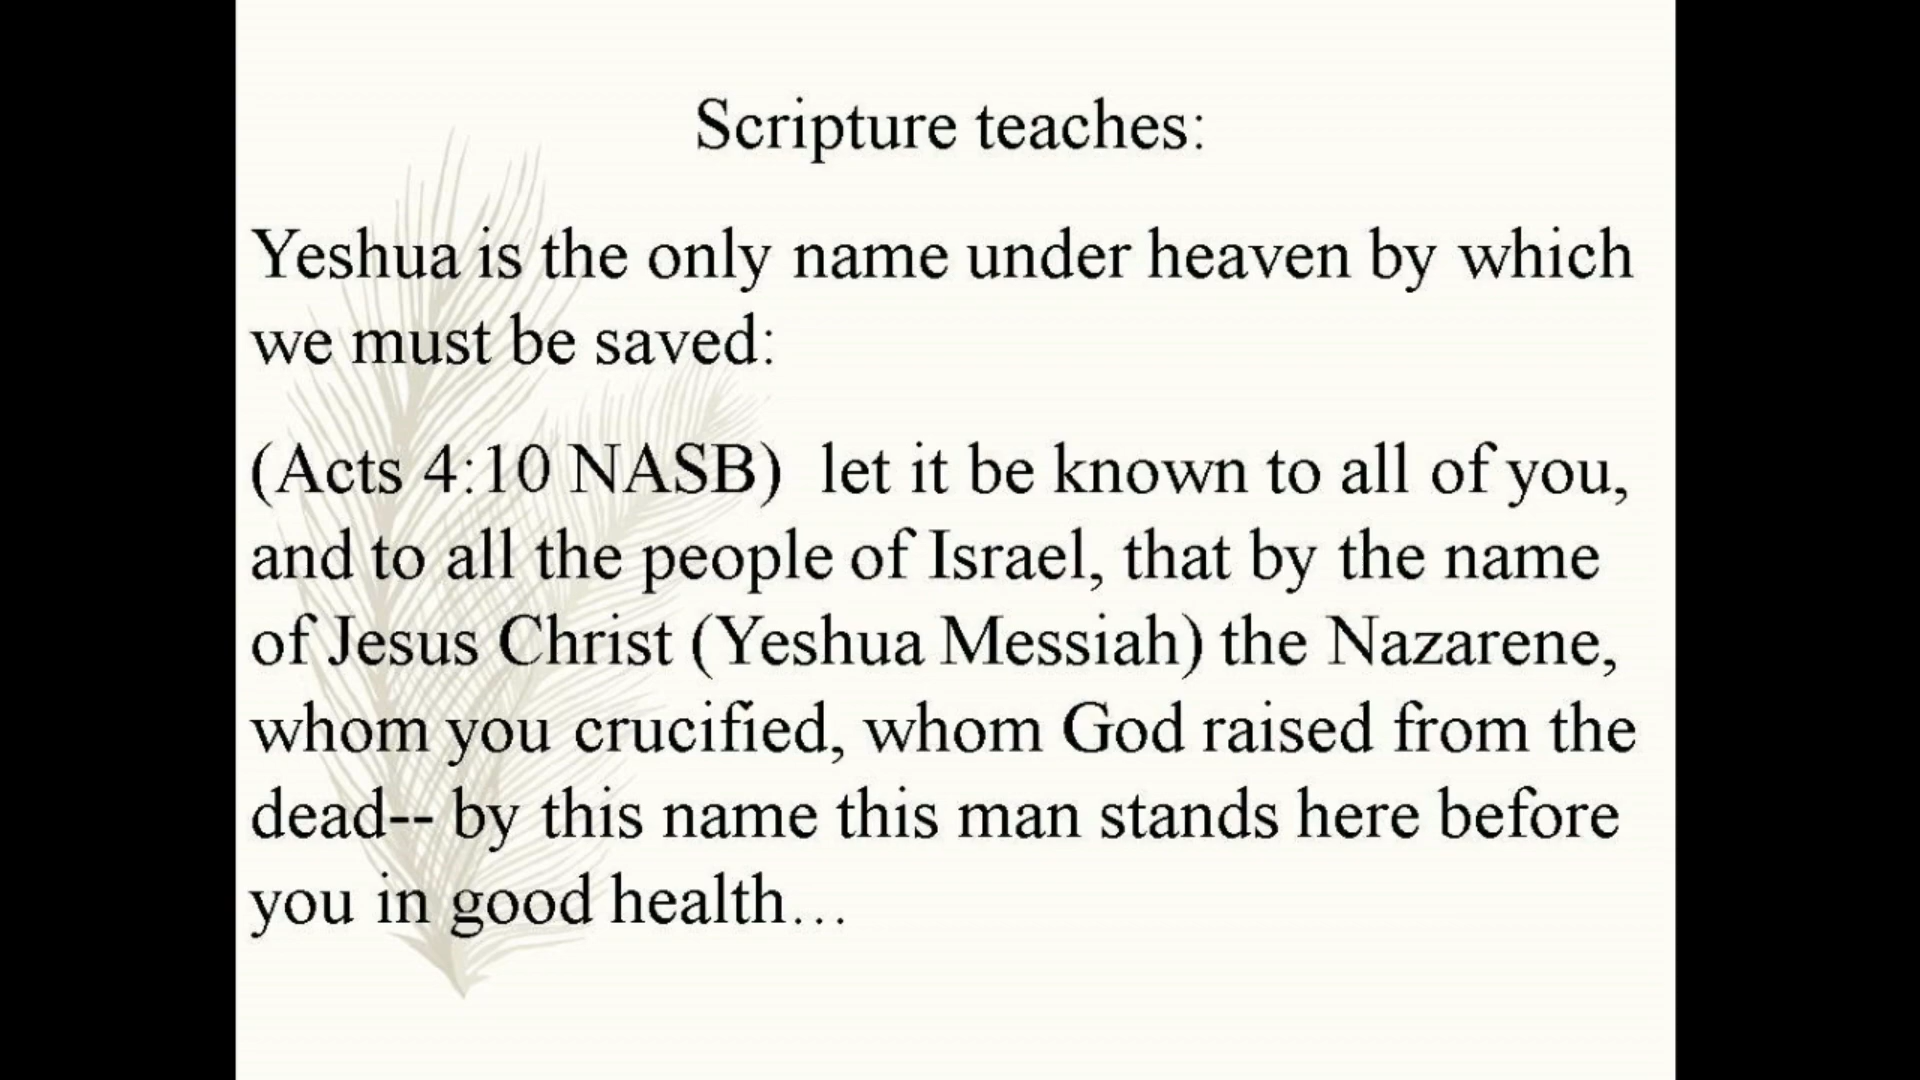 Scripture teaches:
Yeshua is the only name under heaven by which
we must be saved:
(Acts 4:10 NASB)  let it be known to all of you,
and to all the people of Israel, that by the name
of Jesus Christ (Yeshua Messiah) the Nazarene,
whom you crucified, whom God raised from the
dead-- by this name this man stands here before
you in good health…